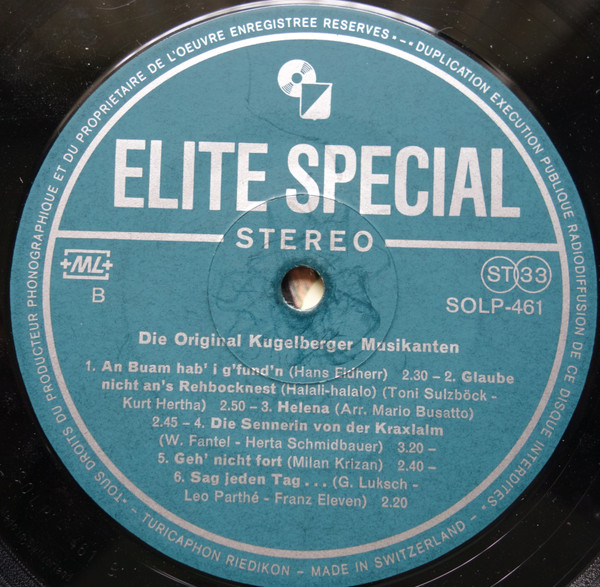 TOUS DROITS DU PRODUCTEUR PHONOGRAPHIQUE ET DU PROPRIETAIRE DE L'OEUVRE ENREGISTREE RESERVES •–• DUPLICATION EXECUTION PUBLIQUE RADIODIFFUSION DE CE DISQUE INTERDITES •
ELITE SPECIAL
STEREO
+ML+
B
ST 33
SOLP-461
Die Original Kugelberger Musikanten
1. An Buam hab' i g'fund'n (Hans Fldherr) 2.30 – 2. Glaube
nicht an's Rehbocknest (Halali-halalo) (Toni Sulzböck -
Kurt Hertha) 2.50 – 3. Helena (Arr. Mario Busatto)
2.45 – 4. Die Sennerin von der Kraxlalm
(W. Fantel - Herta Schmidbauer) 3.20 –
5. Geh' nicht fort (Milan Krizan) 2.40 –
6. Sag jeden Tag . . . (G. Luksch -
Leo Parthé - Franz Eleven) 2.20
TURICAPHON RIEDIKON – MADE IN SWITZERLAND –